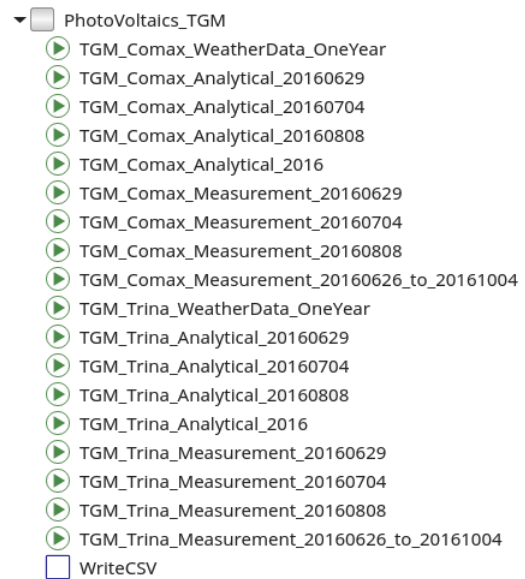 PhotoVoltaics_TGM
TGM_Comax_WeatherData_OneYear
TGM_Comax_Analytical_20160629
TGM_Comax_Analytical_20160704
TGM_Comax_Analytical_20160808
TGM_Comax_Analytical_2016
TGM_Comax_Measurement_20160629
TGM_Comax_Measurement_20160704
TGM_Comax_Measurement_20160808
TGM_Comax_Measurement_20160626_to_20161004
TGM_Trina_WeatherData_OneYear
TGM_Trina_Analytical_20160629
TGM_Trina_Analytical_20160704
TGM_Trina_Analytical_20160808
TGM_Trina_Analytical_2016
TGM_Trina_Measurement_20160629
TGM_Trina_Measurement_20160704
TGM_Trina_Measurement_20160808
TGM_Trina_Measurement_20160626_to_20161004
WriteCSV